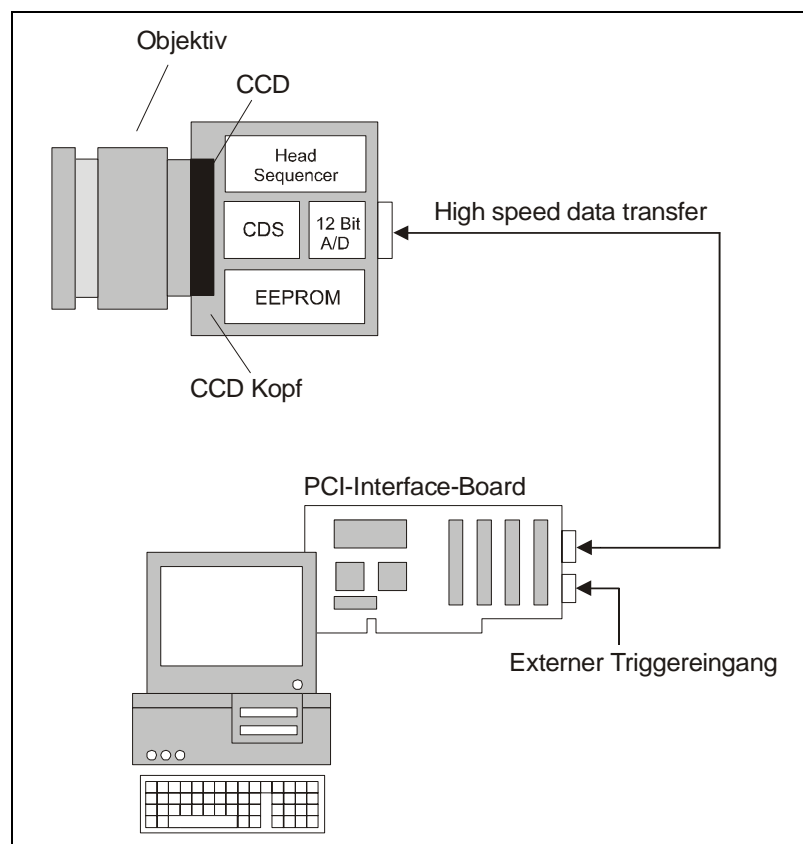 Objektiv
CCD
Head
Sequencer
CDS
12 Bit
A/D
EEPROM
High speed data transfer
CCD Kopf
PCI-Interface-Board
Externer Triggereingang